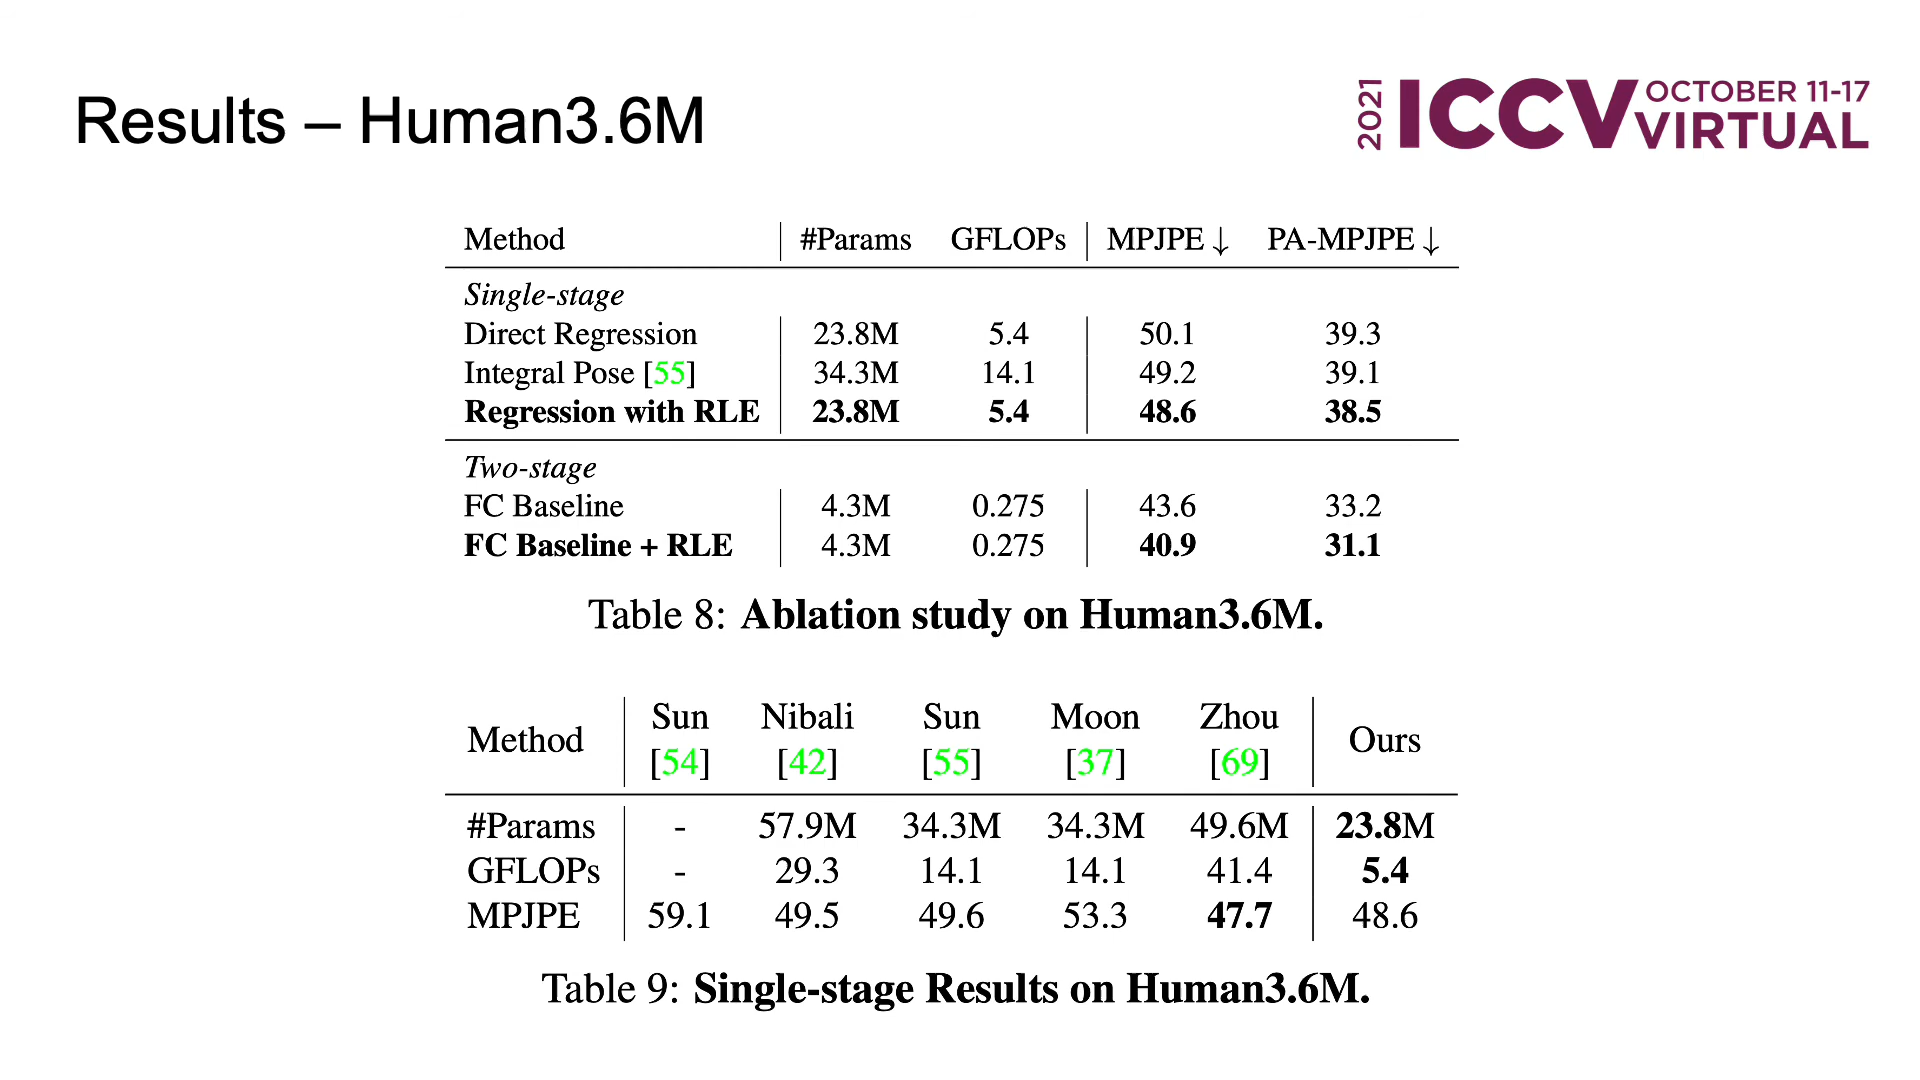 Results – Human3.6M
2021 ICCV OCTOBER 11-17 VIRTUAL
Method #Params GFLOPs MPJPE ↓ PA-MPJPE ↓
Single-stage
Direct Regression 23.8M 5.4 50.1 39.3
Integral Pose [55] 34.3M 14.1 49.2 39.1
Regression with RLE 23.8M 5.4 48.6 38.5
Two-stage
FC Baseline 4.3M 0.275 43.6 33.2
FC Baseline + RLE 4.3M 0.275 40.9 31.1
Table 8: Ablation study on Human3.6M.
Method Sun [54] Nibali [42] Sun [55] Moon [37] Zhou [69] Ours
#Params - 57.9M 34.3M 34.3M 49.6M 23.8M
GFLOPs - 29.3 14.1 14.1 41.4 5.4
MPJPE 59.1 49.5 49.6 53.3 47.7 48.6
Table 9: Single-stage Results on Human3.6M.